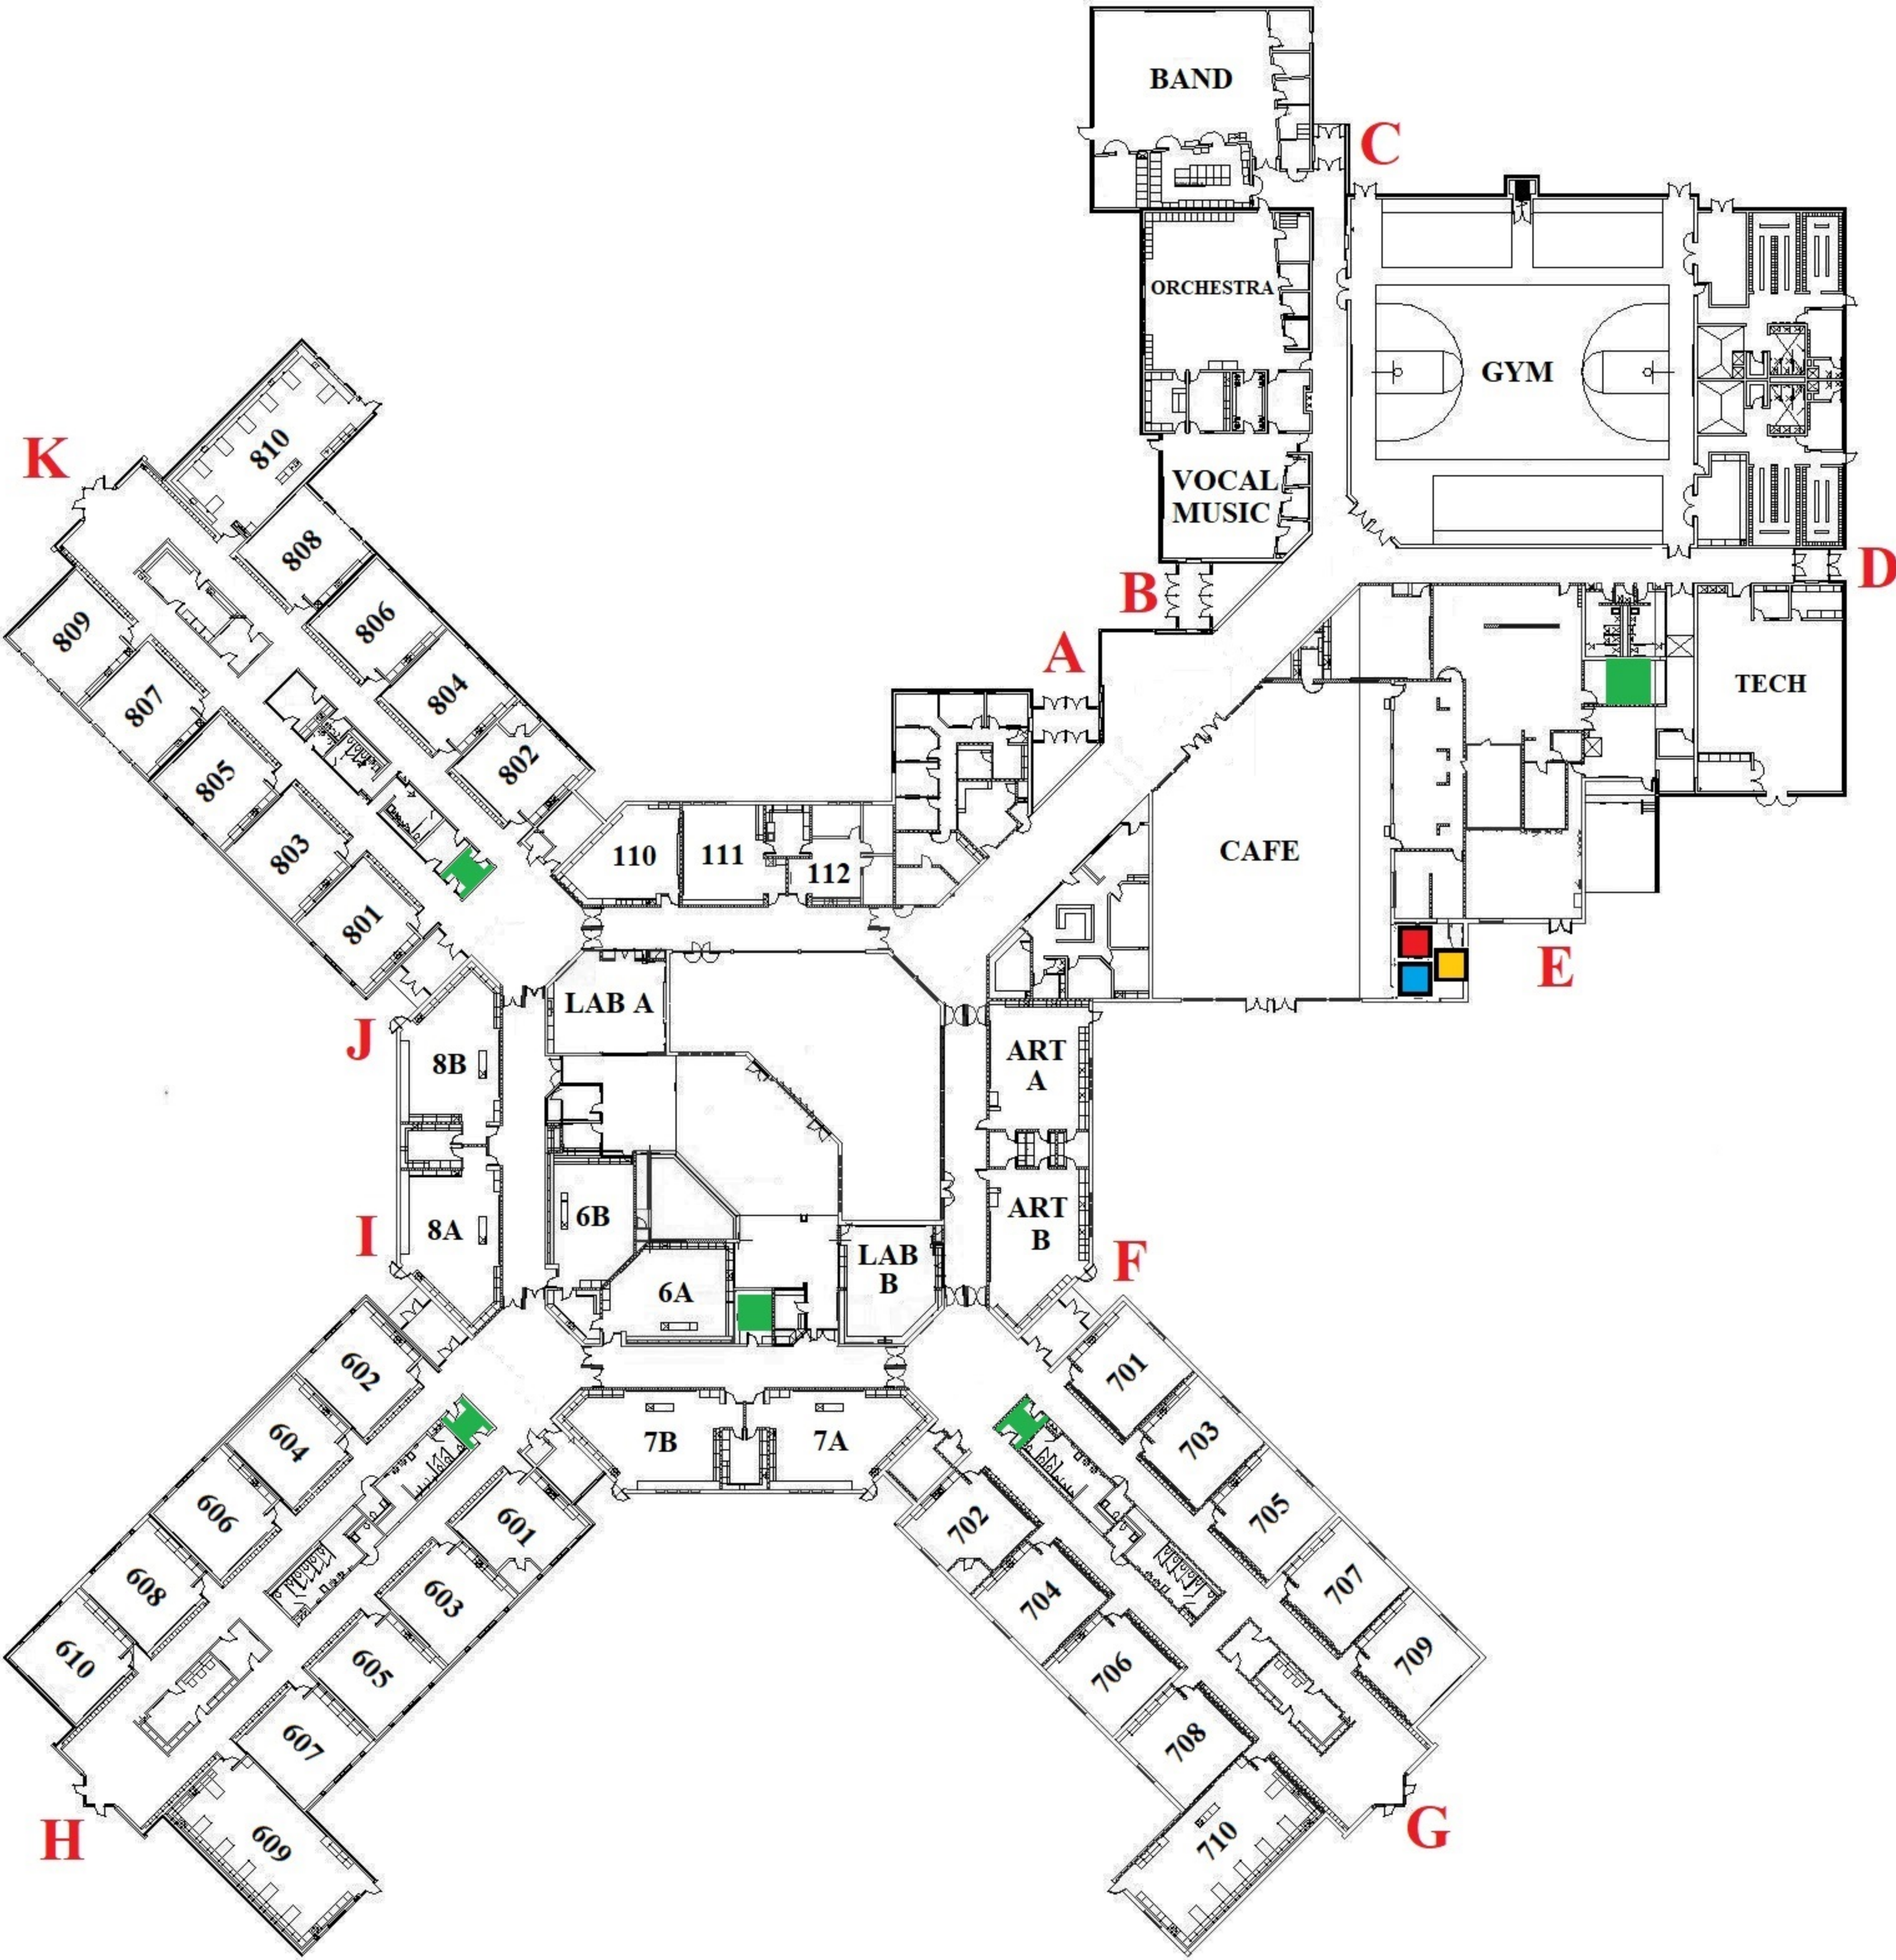 BAND
C
ORCHESTRA
GYM
K
810
VOCAL
MUSIC
808
B
D
809
806
A
807
804
TECH
805
802
803
110
111
112
CAFE
801
E
LAB A
J
8B
ART
A
I
8A
6B
ART
B
F
LAB
B
6A
602
701
604
7B
7A
703
606
601
702
705
608
603
704
707
610
605
706
709
607
708
H
609
710
G